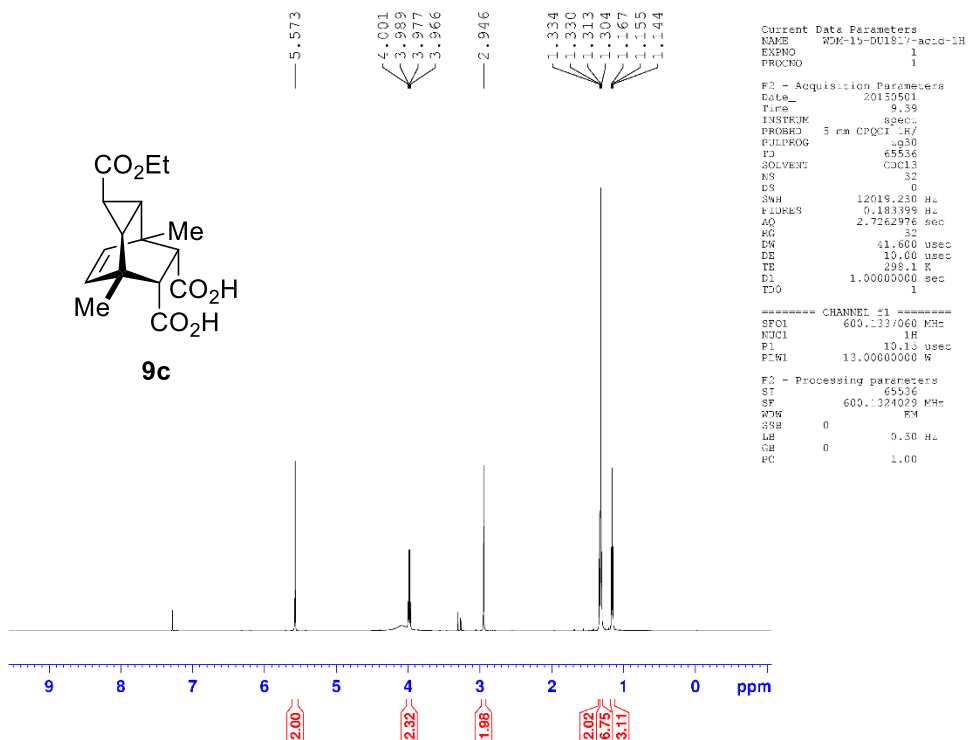 5.573
4.001
3.989
3.977
3.966
2.946
1.334
1.330
1.313
1.304
1.167
1.155
1.144
CO2Et
Me
CO2H
Me
CO2H
9c
Current Data Parameters
NAME WDM-15-DU1817-acid-1H
EXPNO 1
PROCNO 1
F2 - Acquisition Parameters
Date_ 20150501
Time 9.39
INSTRUM spect
PROBHD 5 mm CPQCI 1H/
PULPROG zg30
TD 65536
SOLVENT CDCl3
NS 32
DS 0
SWH 12019.230 Hz
FIDRES 0.183399 Hz
AQ 2.7262976 sec
RG 32
DW 41.600 usec
DE 10.00 usec
TE 298.1 K
D1 1.00000000 sec
TD0 1
======== CHANNEL f1 ========
SFO1 600.1337060 MHz
NUC1 1H
P1 10.15 usec
PLW1 13.00000000 W
F2 - Processing parameters
SI 65536
SF 600.1324029 MHz
WDW EM
SSB 0
LB 0.30 Hz
GB 0
PC 1.00
9 8 7 6 5 4 3 2 1 0 ppm
2.00
2.32
1.98
2.02
6.75
3.11